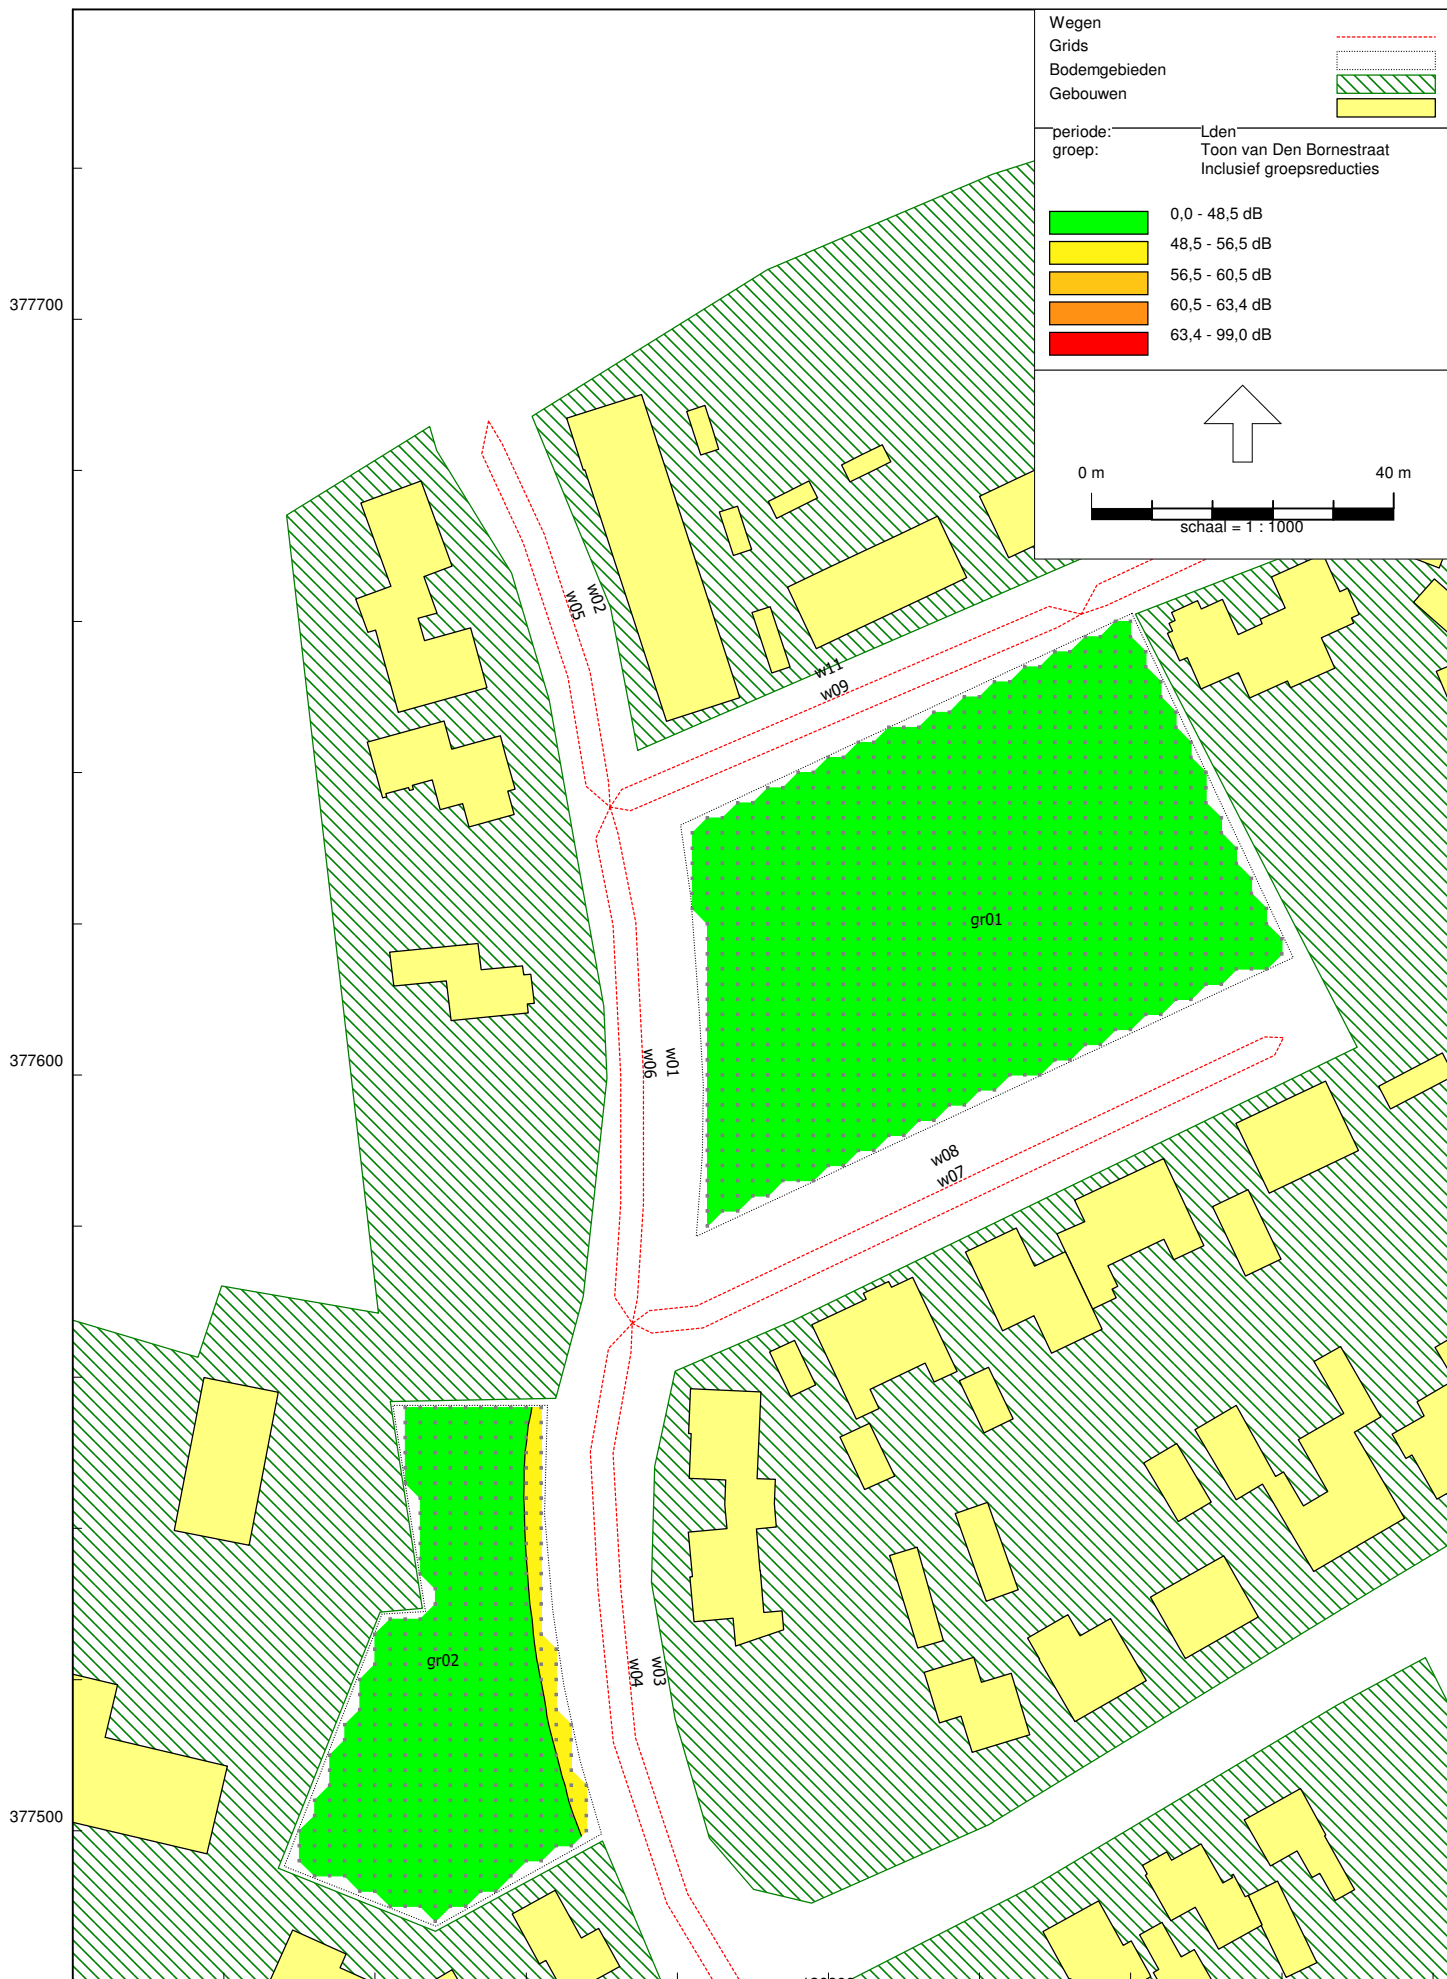 Wegen
Grids
Bodemgebieden
Gebouwen
periode: Lden
groep: Toon van Den Bornestraat
Inclusief groepsreducties
0,0 - 48,5 dB
48,5 - 56,5 dB
56,5 - 60,5 dB
60,5 - 63,4 dB
63,4 - 99,0 dB
377700
0 m 40 m
schaal = 1 : 1000
w05 w02
w11
w09
gr01
377600
w06 w01
w08
w07
gr02
w04 w03
377500